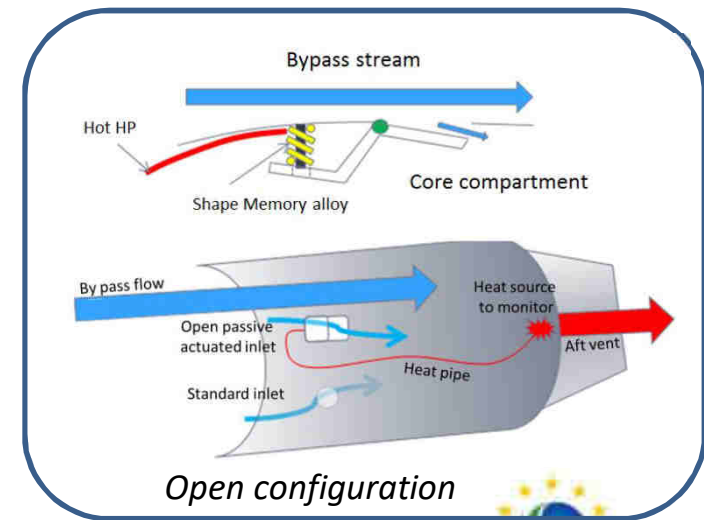 Bypass stream
Hot HP
Shape Memory alloy
Core compartment
By pass flow
Heat source
to monitor
Open passive
actuated inlet
Aft vent
Heat pipe
Standard inlet
Open configuration